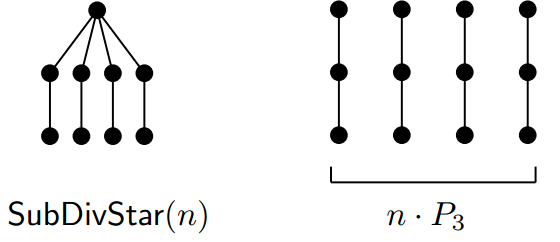 SubDivStar(n)
n · P₃